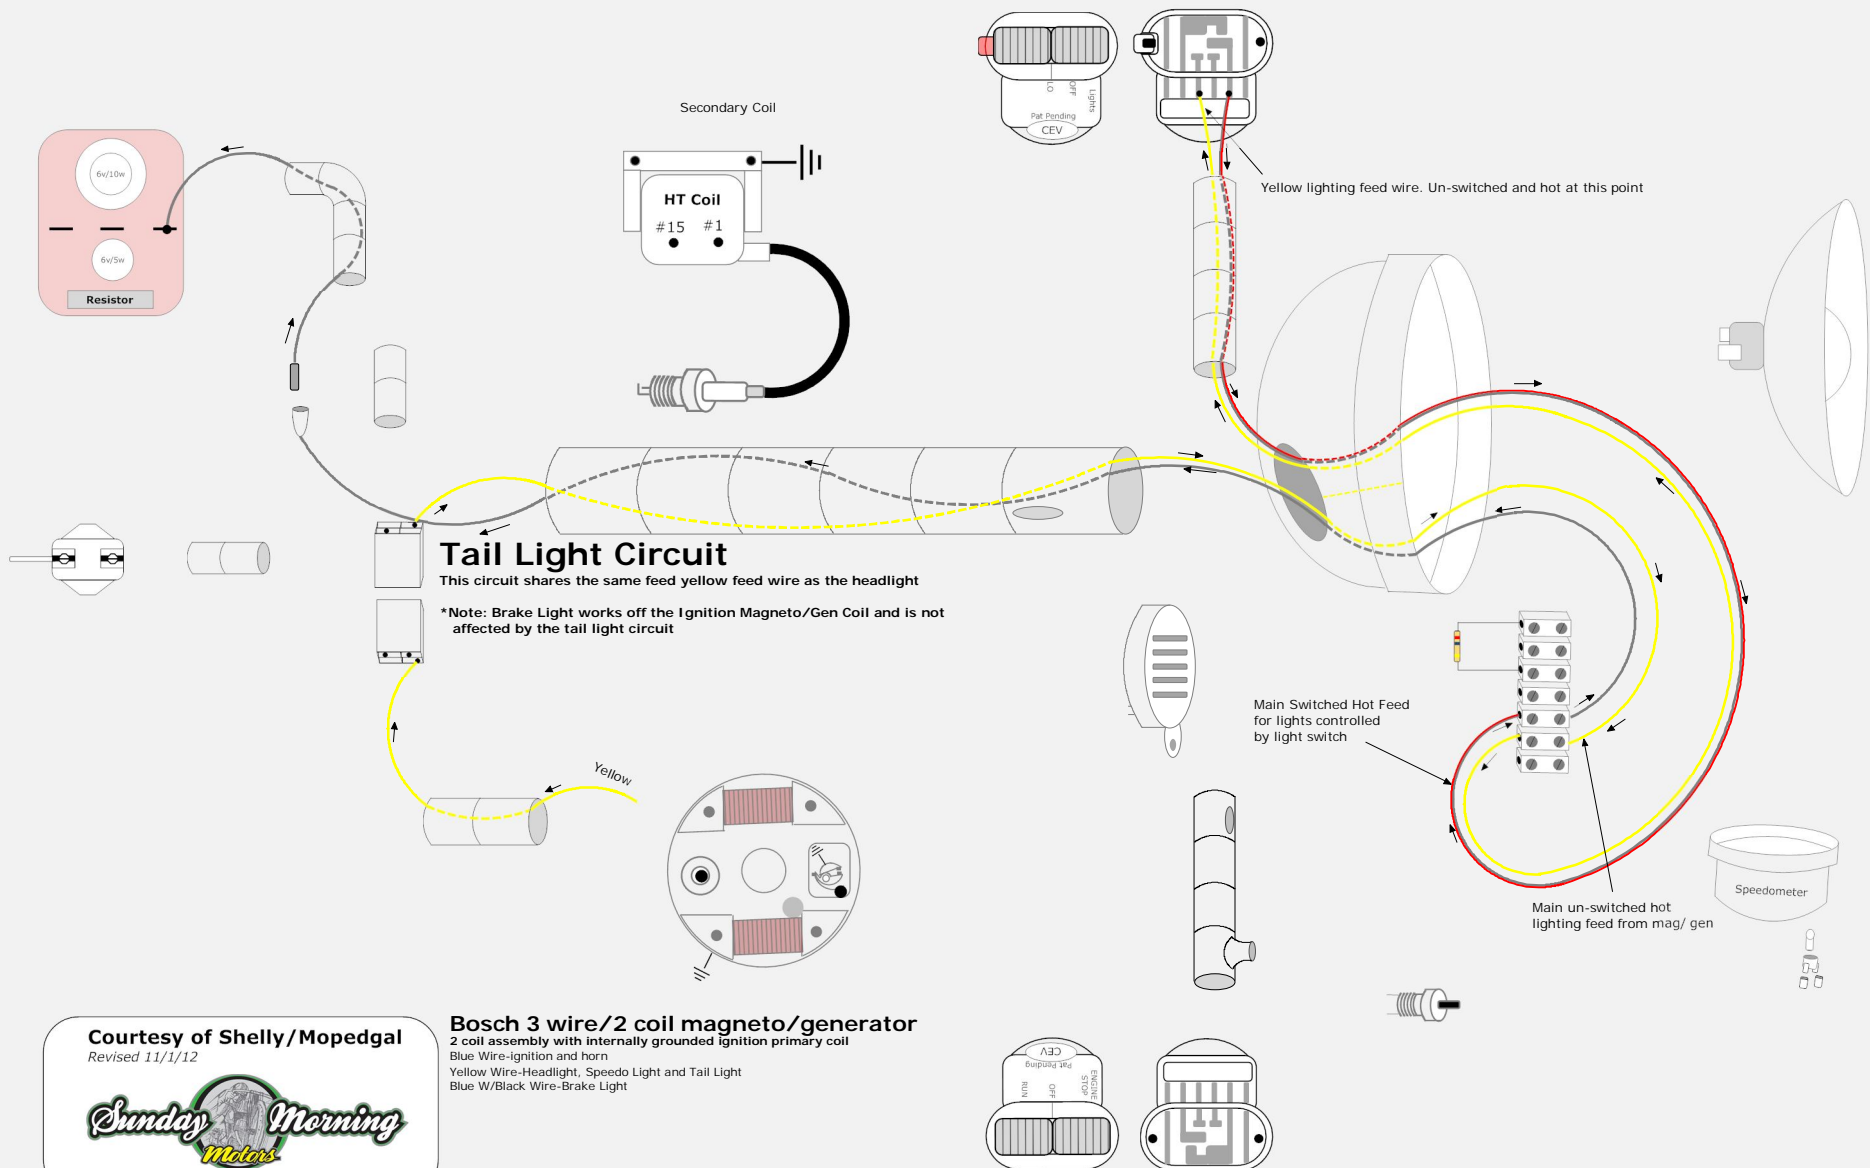 LO
OFF
Lights
Pat Pending
CEV
Secondary Coil
6v/10w
6v/5w
Resistor
HT Coil
#15 #1
Yellow lighting feed wire. Un-switched and hot at this point
Tail Light Circuit
This circuit shares the same feed yellow feed wire as the headlight
*Note: Brake Light works off the Ignition Magneto/Gen Coil and is not
affected by the tail light circuit
Main Switched Hot Feed
for lights controlled
by light switch
Yellow
Speedometer
Main un-switched hot
lighting feed from mag/ gen
Bosch 3 wire/2 coil magneto/generator
2 coil assembly with internally grounded ignition primary coil
Blue Wire-ignition and horn
Yellow Wire-Headlight, Speedo Light and Tail Light
Blue W/Black Wire-Brake Light
Courtesy of Shelly/Mopedgal
Revised 11/1/12
Sunday Morning
Motors
CEV
Pat Pending
RUN
OFF
ENGINE
STOP